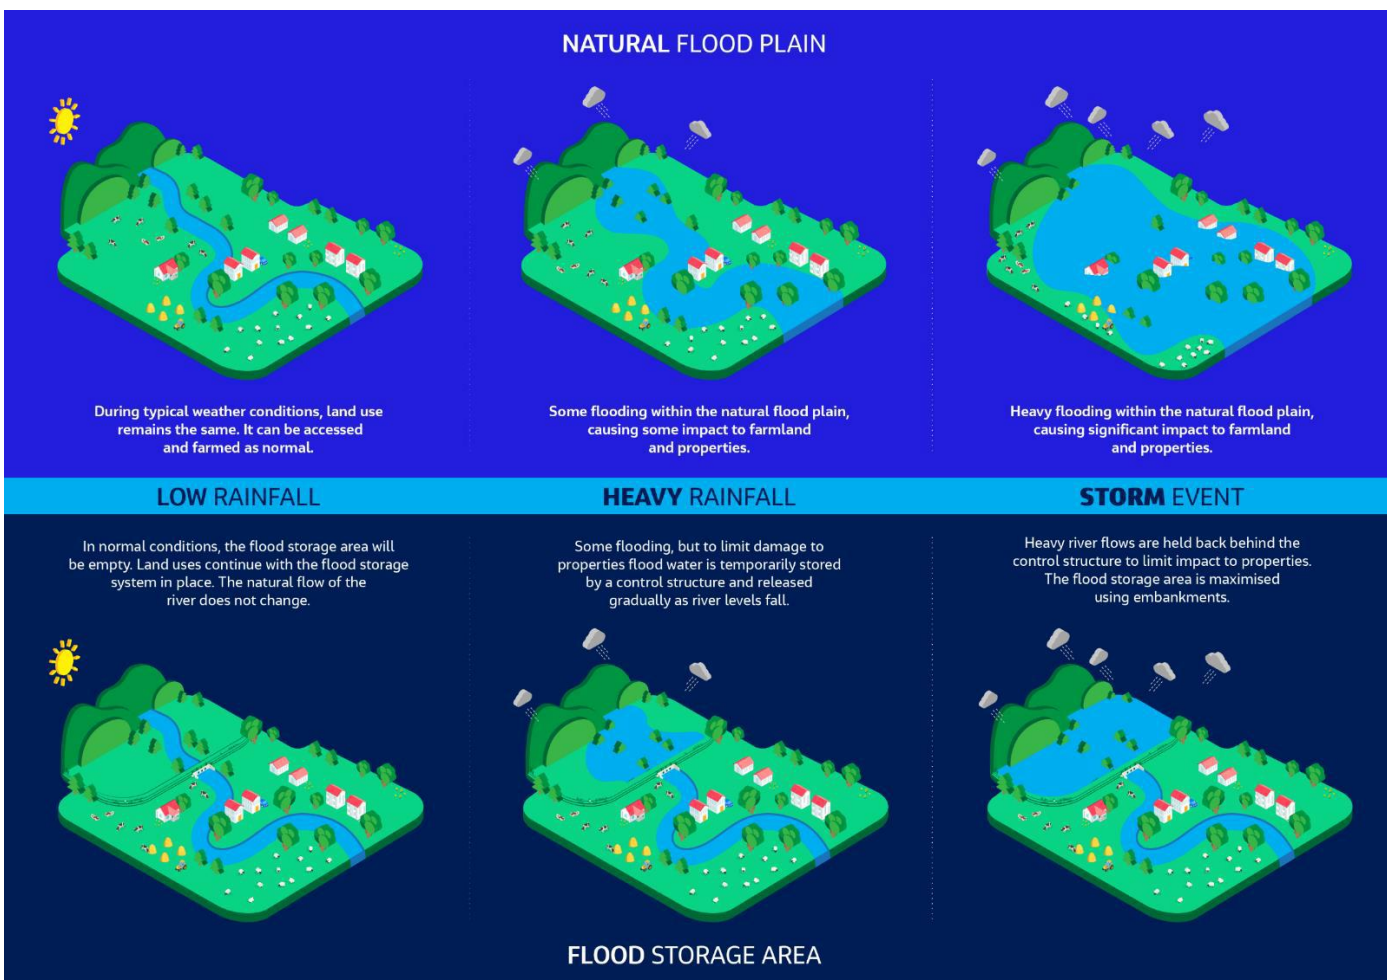 NATURAL FLOOD PLAIN
During typical weather conditions, land use
remains the same. It can be accessed
and farmed as normal.
Some flooding within the natural flood plain,
causing some impact to farmland
and properties.
Heavy flooding within the natural flood plain,
causing significant impact to farmland
and properties.
LOW RAINFALL
HEAVY RAINFALL
STORM EVENT
In normal conditions, the flood storage area will
be empty. Land uses continue with the flood storage
system in place. The natural flow of the
river does not change.
Some flooding, but to limit damage to
properties flood water is temporarily stored
by a control structure and released
gradually as river levels fall.
Heavy river flows are held back behind the
control structure to limit impact to properties.
The flood storage area is maximised
using embankments.
FLOOD STORAGE AREA